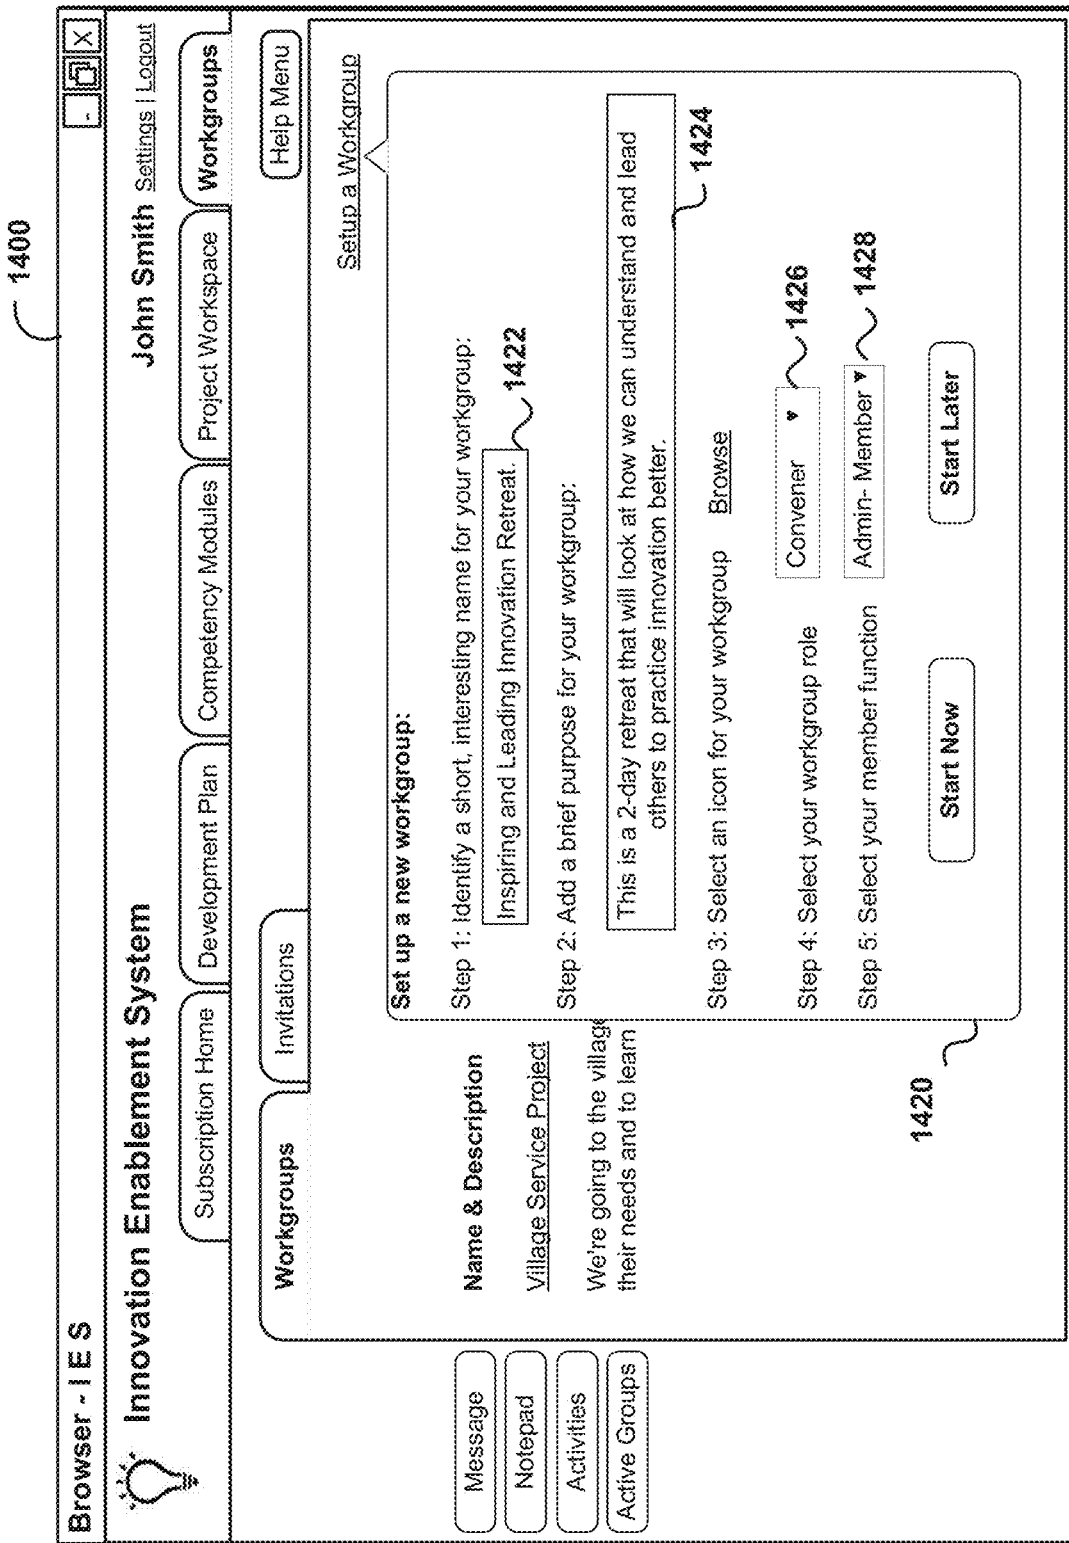 1400
Browser - I E S
Innovation Enablement System
John Smith Settings | Logout
Subscription Home
Development Plan
Competency Modules
Project Workspace
Workgroups
Workgroups
Invitations
Help Menu
Setup a Workgroup
Message
Notepad
Activities
Active Groups
Name & Description
Village Service Project
We're going to the village
their needs and to learn
Set up a new workgroup:
Step 1: Identify a short, interesting name for your workgroup:
Inspiring and Leading Innovation Retreat.
1422
Step 2: Add a brief purpose for your workgroup:
This is a 2-day retreat that will look at how we can understand and lead
others to practice innovation better.
1424
Step 3: Select an icon for your workgroup Browse
Step 4: Select your workgroup role Convener
1426
Step 5: Select your member function Admin- Member
1428
Start Now
Start Later
1420